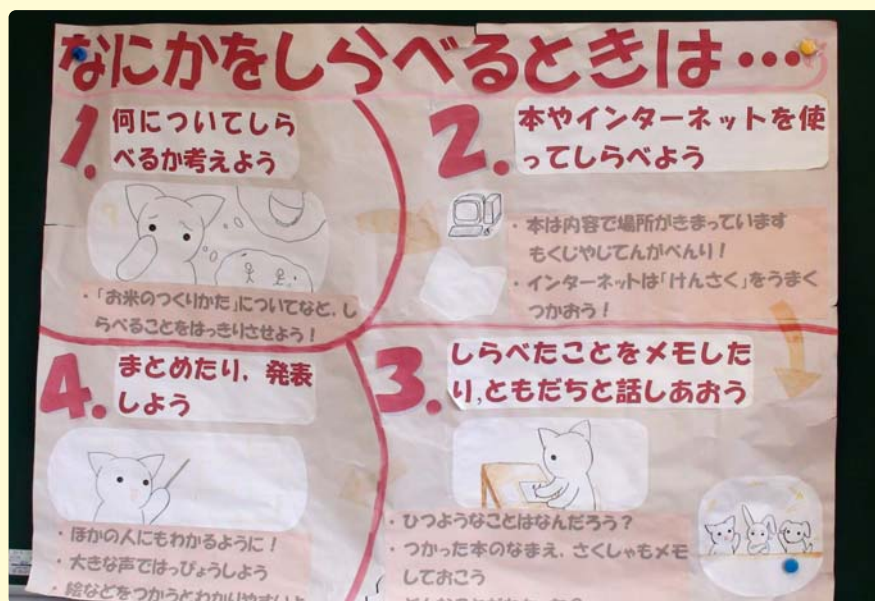 なにかをしらべるときは…
1.
何についてしら
べるか考えよう
・「お米のつくりかた」についてなど、し
らべることをはっきりさせよう！
2.
本やインターネットを使
ってしらべよう
・本は内容で場所がきまっています
もくじやじてんがべんり！
・インターネットは「けんさく」をうまく
つかおう！
3.
しらべたことをメモした
り,ともだちと話しあおう
・ひつようなことはなんだろう？
・つかった本のなまえ、さくしゃもメモ
しておこう
4.
まとめたり、発表
しよう
・ほかの人にもわかるように！
・大きな声ではっぴょうしよう
・絵などをつかうとわかりやすいよ